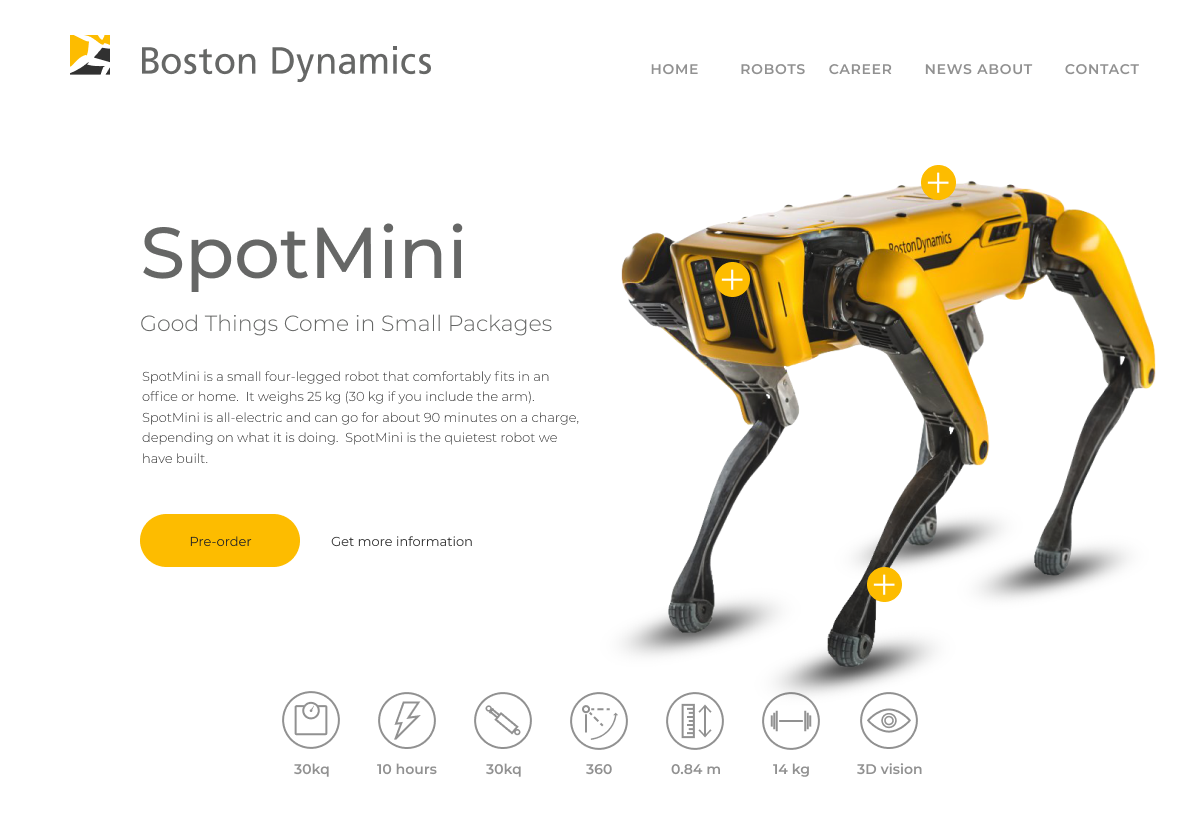 Boston Dynamics
HOME ROBOTS CAREER NEWS ABOUT CONTACT
SpotMini
Good Things Come in Small Packages
SpotMini is a small four-legged robot that comfortably fits in an
office or home.  It weighs 25 kg (30 kg if you include the arm).
SpotMini is all-electric and can go for about 90 minutes on a charge,
depending on what it is doing.  SpotMini is the quietest robot we
have built.
Pre-order
Get more information
BostonDynamics
30kq
10 hours
30kq
360
0.84 m
14 kg
3D vision